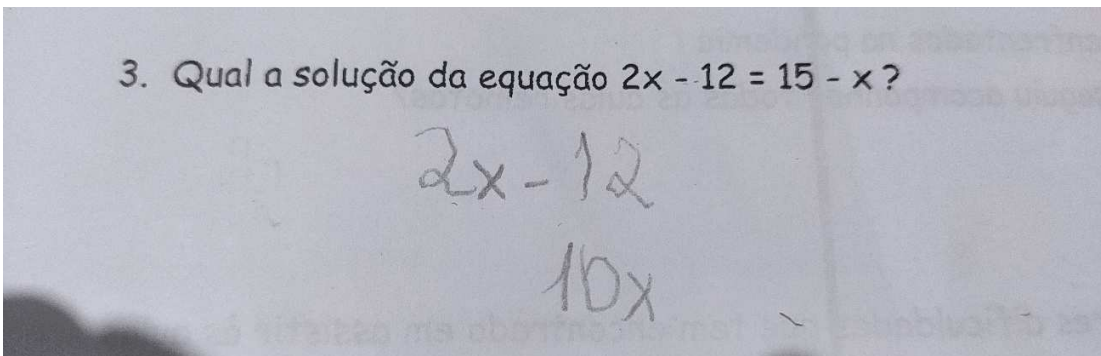 3. Qual a solução da equação 2x - 12 = 15 - x ?
2x - 12
10x